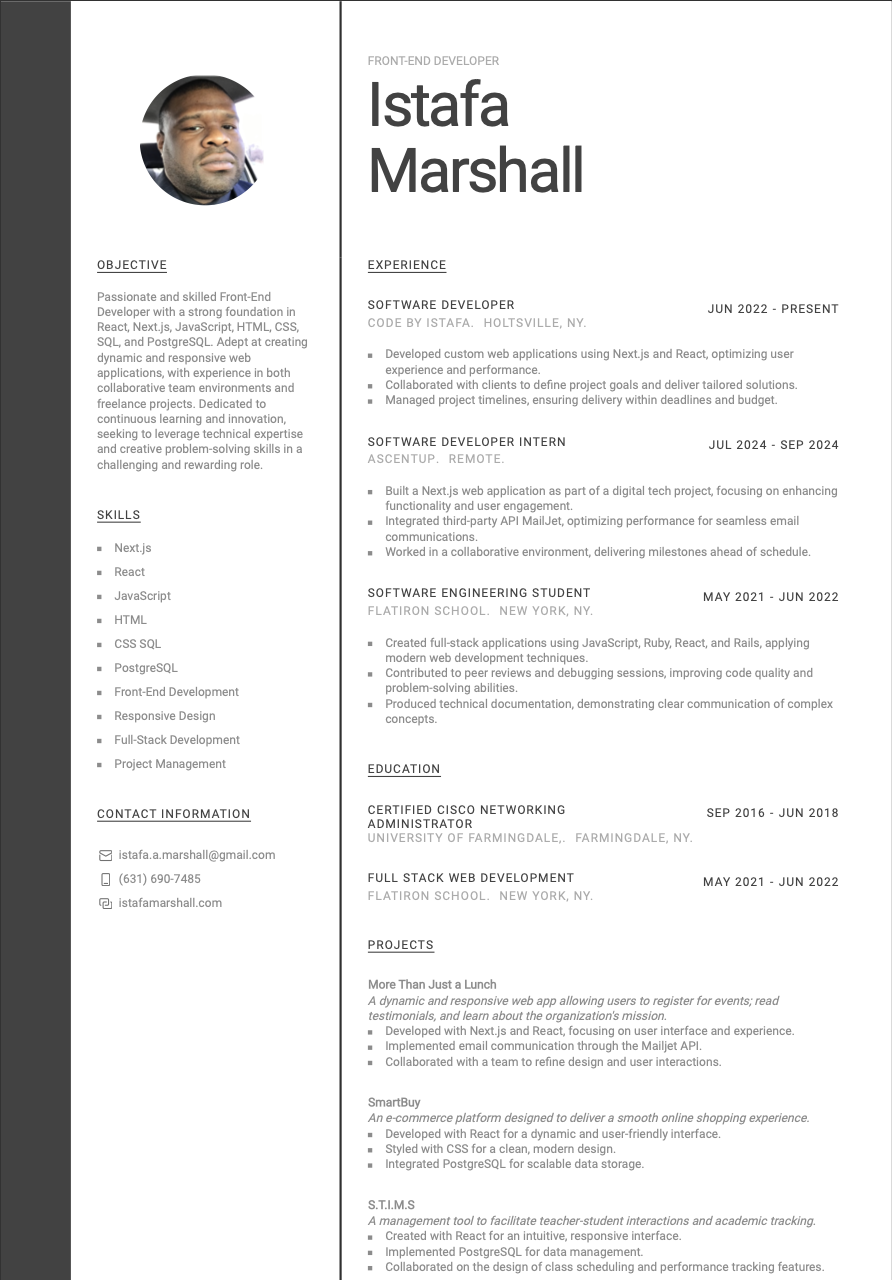 FRONT-END DEVELOPER
Istafa
Marshall
OBJECTIVE
Passionate and skilled Front-End
Developer with a strong foundation in
React, Next.js, JavaScript, HTML, CSS,
SQL, and PostgreSQL. Adept at creating
dynamic and responsive web
applications, with experience in both
collaborative team environments and
freelance projects. Dedicated to
continuous learning and innovation,
seeking to leverage technical expertise
and creative problem-solving skills in a
challenging and rewarding role.
SKILLS
Next.js
React
JavaScript
HTML
CSS SQL
PostgreSQL
Front-End Development
Responsive Design
Full-Stack Development
Project Management
CONTACT INFORMATION
istafa.a.marshall@gmail.com
(631) 690-7485
istafamarshall.com
EXPERIENCE
SOFTWARE DEVELOPER
JUN 2022 - PRESENT
CODE BY ISTAFA. HOLTSVILLE, NY.
Developed custom web applications using Next.js and React, optimizing user
experience and performance.
Collaborated with clients to define project goals and deliver tailored solutions.
Managed project timelines, ensuring delivery within deadlines and budget.
SOFTWARE DEVELOPER INTERN
JUL 2024 - SEP 2024
ASCENTUP. REMOTE.
Built a Next.js web application as part of a digital tech project, focusing on enhancing
functionality and user engagement.
Integrated third-party API MailJet, optimizing performance for seamless email
communications.
Worked in a collaborative environment, delivering milestones ahead of schedule.
SOFTWARE ENGINEERING STUDENT
MAY 2021 - JUN 2022
FLATIRON SCHOOL. NEW YORK, NY.
Created full-stack applications using JavaScript, Ruby, React, and Rails, applying
modern web development techniques.
Contributed to peer reviews and debugging sessions, improving code quality and
problem-solving abilities.
Produced technical documentation, demonstrating clear communication of complex
concepts.
EDUCATION
CERTIFIED CISCO NETWORKING
ADMINISTRATOR
SEP 2016 - JUN 2018
UNIVERSITY OF FARMINGDALE,. FARMINGDALE, NY.
FULL STACK WEB DEVELOPMENT
MAY 2021 - JUN 2022
FLATIRON SCHOOL. NEW YORK, NY.
PROJECTS
More Than Just a Lunch
A dynamic and responsive web app allowing users to register for events; read
testimonials, and learn about the organization's mission.
Developed with Next.js and React, focusing on user interface and experience.
Implemented email communication through the Mailjet API.
Collaborated with a team to refine design and user interactions.
SmartBuy
An e-commerce platform designed to deliver a smooth online shopping experience.
Developed with React for a dynamic and user-friendly interface.
Styled with CSS for a clean, modern design.
Integrated PostgreSQL for scalable data storage.
S.T.I.M.S
A management tool to facilitate teacher-student interactions and academic tracking.
Created with React for an intuitive, responsive interface.
Implemented PostgreSQL for data management.
Collaborated on the design of class scheduling and performance tracking features.